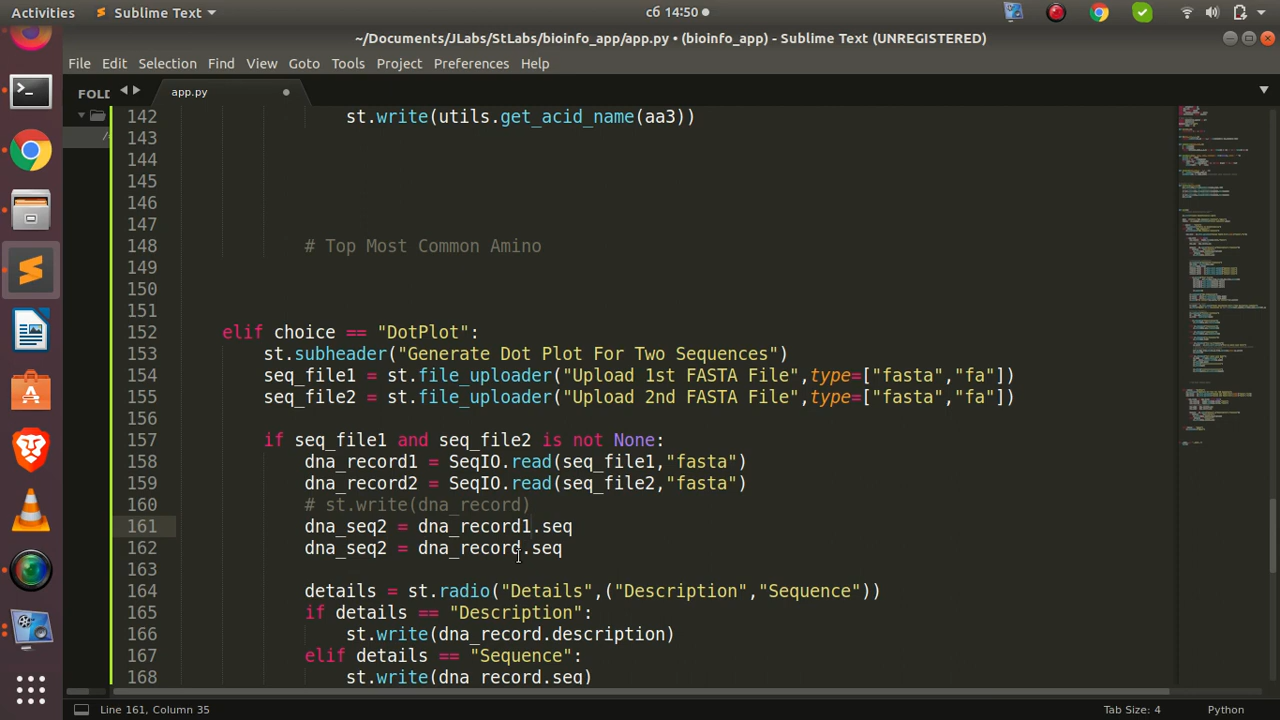 Activities
Sublime Text
сб 14:50
~/Documents/JLabs/StLabs/bioinfo_app/app.py • (bioinfo_app) - Sublime Text (UNREGISTERED)
File Edit Selection Find View Goto Tools Project Preferences Help
FOLD
app.py
142 st.write(utils.get_acid_name(aa3))
143
144
145
146
147
148 # Top Most Common Amino
149
150
151
152 elif choice == "DotPlot":
153 st.subheader("Generate Dot Plot For Two Sequences")
154 seq_file1 = st.file_uploader("Upload 1st FASTA File",type=["fasta","fa"])
155 seq_file2 = st.file_uploader("Upload 2nd FASTA File",type=["fasta","fa"])
156
157 if seq_file1 and seq_file2 is not None:
158 dna_record1 = SeqIO.read(seq_file1,"fasta")
159 dna_record2 = SeqIO.read(seq_file2,"fasta")
160 # st.write(dna_record)
161 dna_seq2 = dna_record1.seq
162 dna_seq2 = dna_record.seq
163
164 details = st.radio("Details",("Description","Sequence"))
165 if details == "Description":
166 st.write(dna_record.description)
167 elif details == "Sequence":
168 st.write(dna_record.seq)
Line 161, Column 35
Tab Size: 4
Python